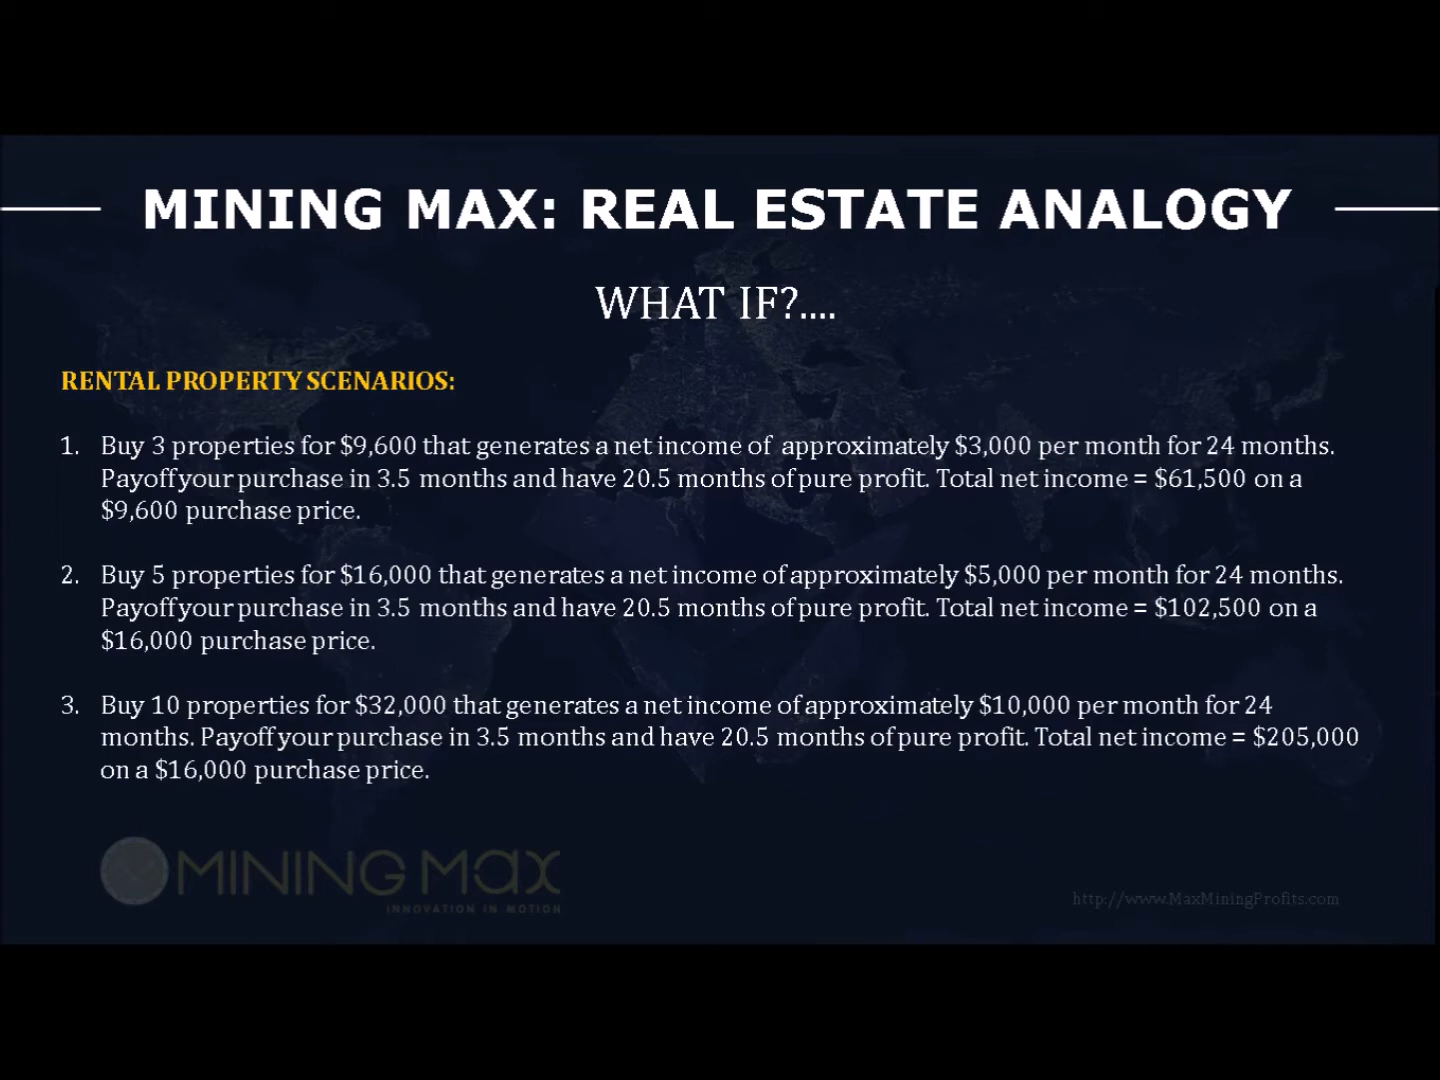 MINING MAX: REAL ESTATE ANALOGY
WHAT IF?....
RENTAL PROPERTY SCENARIOS:
1. Buy 3 properties for $9,600 that generates a net income of approximately $3,000 per month for 24 months.
Payoff your purchase in 3.5 months and have 20.5 months of pure profit. Total net income = $61,500 on a
$9,600 purchase price.
2. Buy 5 properties for $16,000 that generates a net income of approximately $5,000 per month for 24 months.
Payoff your purchase in 3.5 months and have 20.5 months of pure profit. Total net income = $102,500 on a
$16,000 purchase price.
3. Buy 10 properties for $32,000 that generates a net income of approximately $10,000 per month for 24
months. Payoff your purchase in 3.5 months and have 20.5 months of pure profit. Total net income = $205,000
on a $16,000 purchase price.
MINING MAX
INNOVATION IN MOTION
http://www.MaxMiningProfits.com